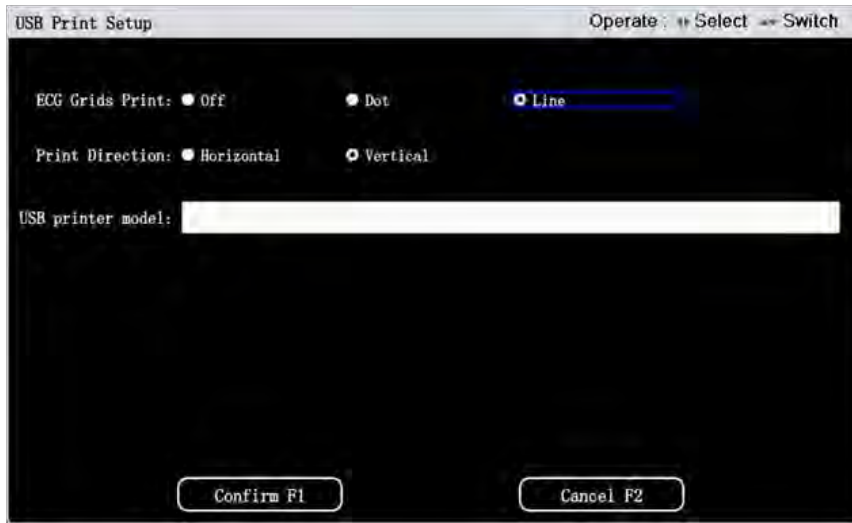 USB Print Setup Operate : Select Switch
ECG Grids Print: Off Dot Line
Print Direction: Horizontal Vertical
USB printer model:
Confirm F1 Cancel F2